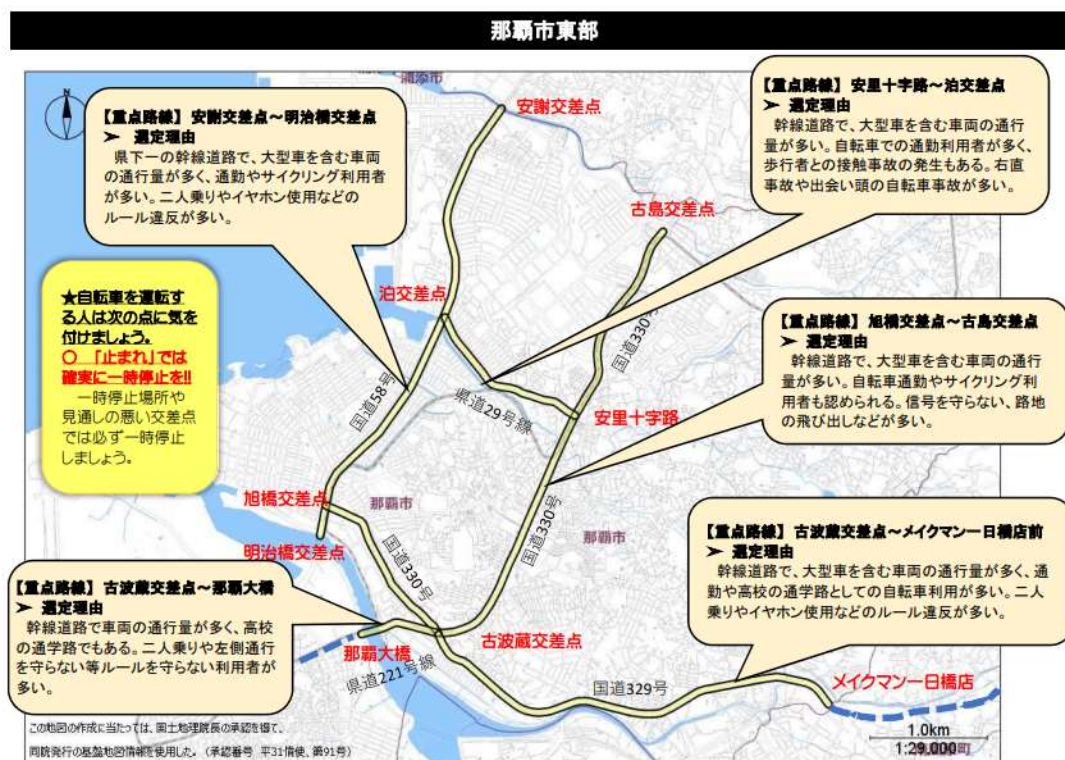 那覇市東部
浦添市
N
【重点路線】 安謝交差点～明治橋交差点
➤ 選定理由
県下一の幹線道路で、大型車を含む車両
の通行量が多く、通勤やサイクリング利用者
が多い。二人乗りやイヤホン使用などの
ルール違反が多い。
【重点路線】 安里十字路～泊交差点
➤ 選定理由
幹線道路で、大型車を含む車両の通行
量が多い。自転車での通勤利用者が多く、
歩行者との接触事故の発生もある。右直
事故や出会い頭の自転車事故が多い。
安謝交差点
古島交差点
★自転車を運転す
る人は次の点に気を
付けましょう。
○ 「止まれ」では
確実に一時停止を!!
一時停止場所や
見通しの悪い交差点
では必ず一時停止
しましょう。
泊交差点
国道58号
県道29号線
国道330号
安里十字路
【重点路線】 旭橋交差点～古島交差点
➤ 選定理由
幹線道路で、大型車を含む車両の通行
量が多い。自転車通勤やサイクリング利
用者も認められる。信号を守らない、路地
の飛び出しなどが多い。
旭橋交差点
那覇市
国道330号
那覇市
明治橋交差点
国道330号
【重点路線】 古波蔵交差点～メイクマン一日橋店前
➤ 選定理由
幹線道路で、大型車を含む車両の通行量が多く、通
勤や高校の通学路としての自転車利用が多い。二人
乗りやイヤホン使用などのルール違反が多い。
【重点路線】 古波蔵交差点～那覇大橋
➤ 選定理由
幹線道路で車両の通行量が多く、高校
の通学路でもある。二人乗りや左側通行
を守らない等ルールを守らない利用者が
多い。
那覇大橋
古波蔵交差点
県道221号線
国道329号
メイクマン一日橋店
この地図の作成に当たっては、国土地理院長の承認を得て、
同院発行の基盤地図情報を使用した。（承認番号 平31情使、第91号）
1.0km
1:29,000
町